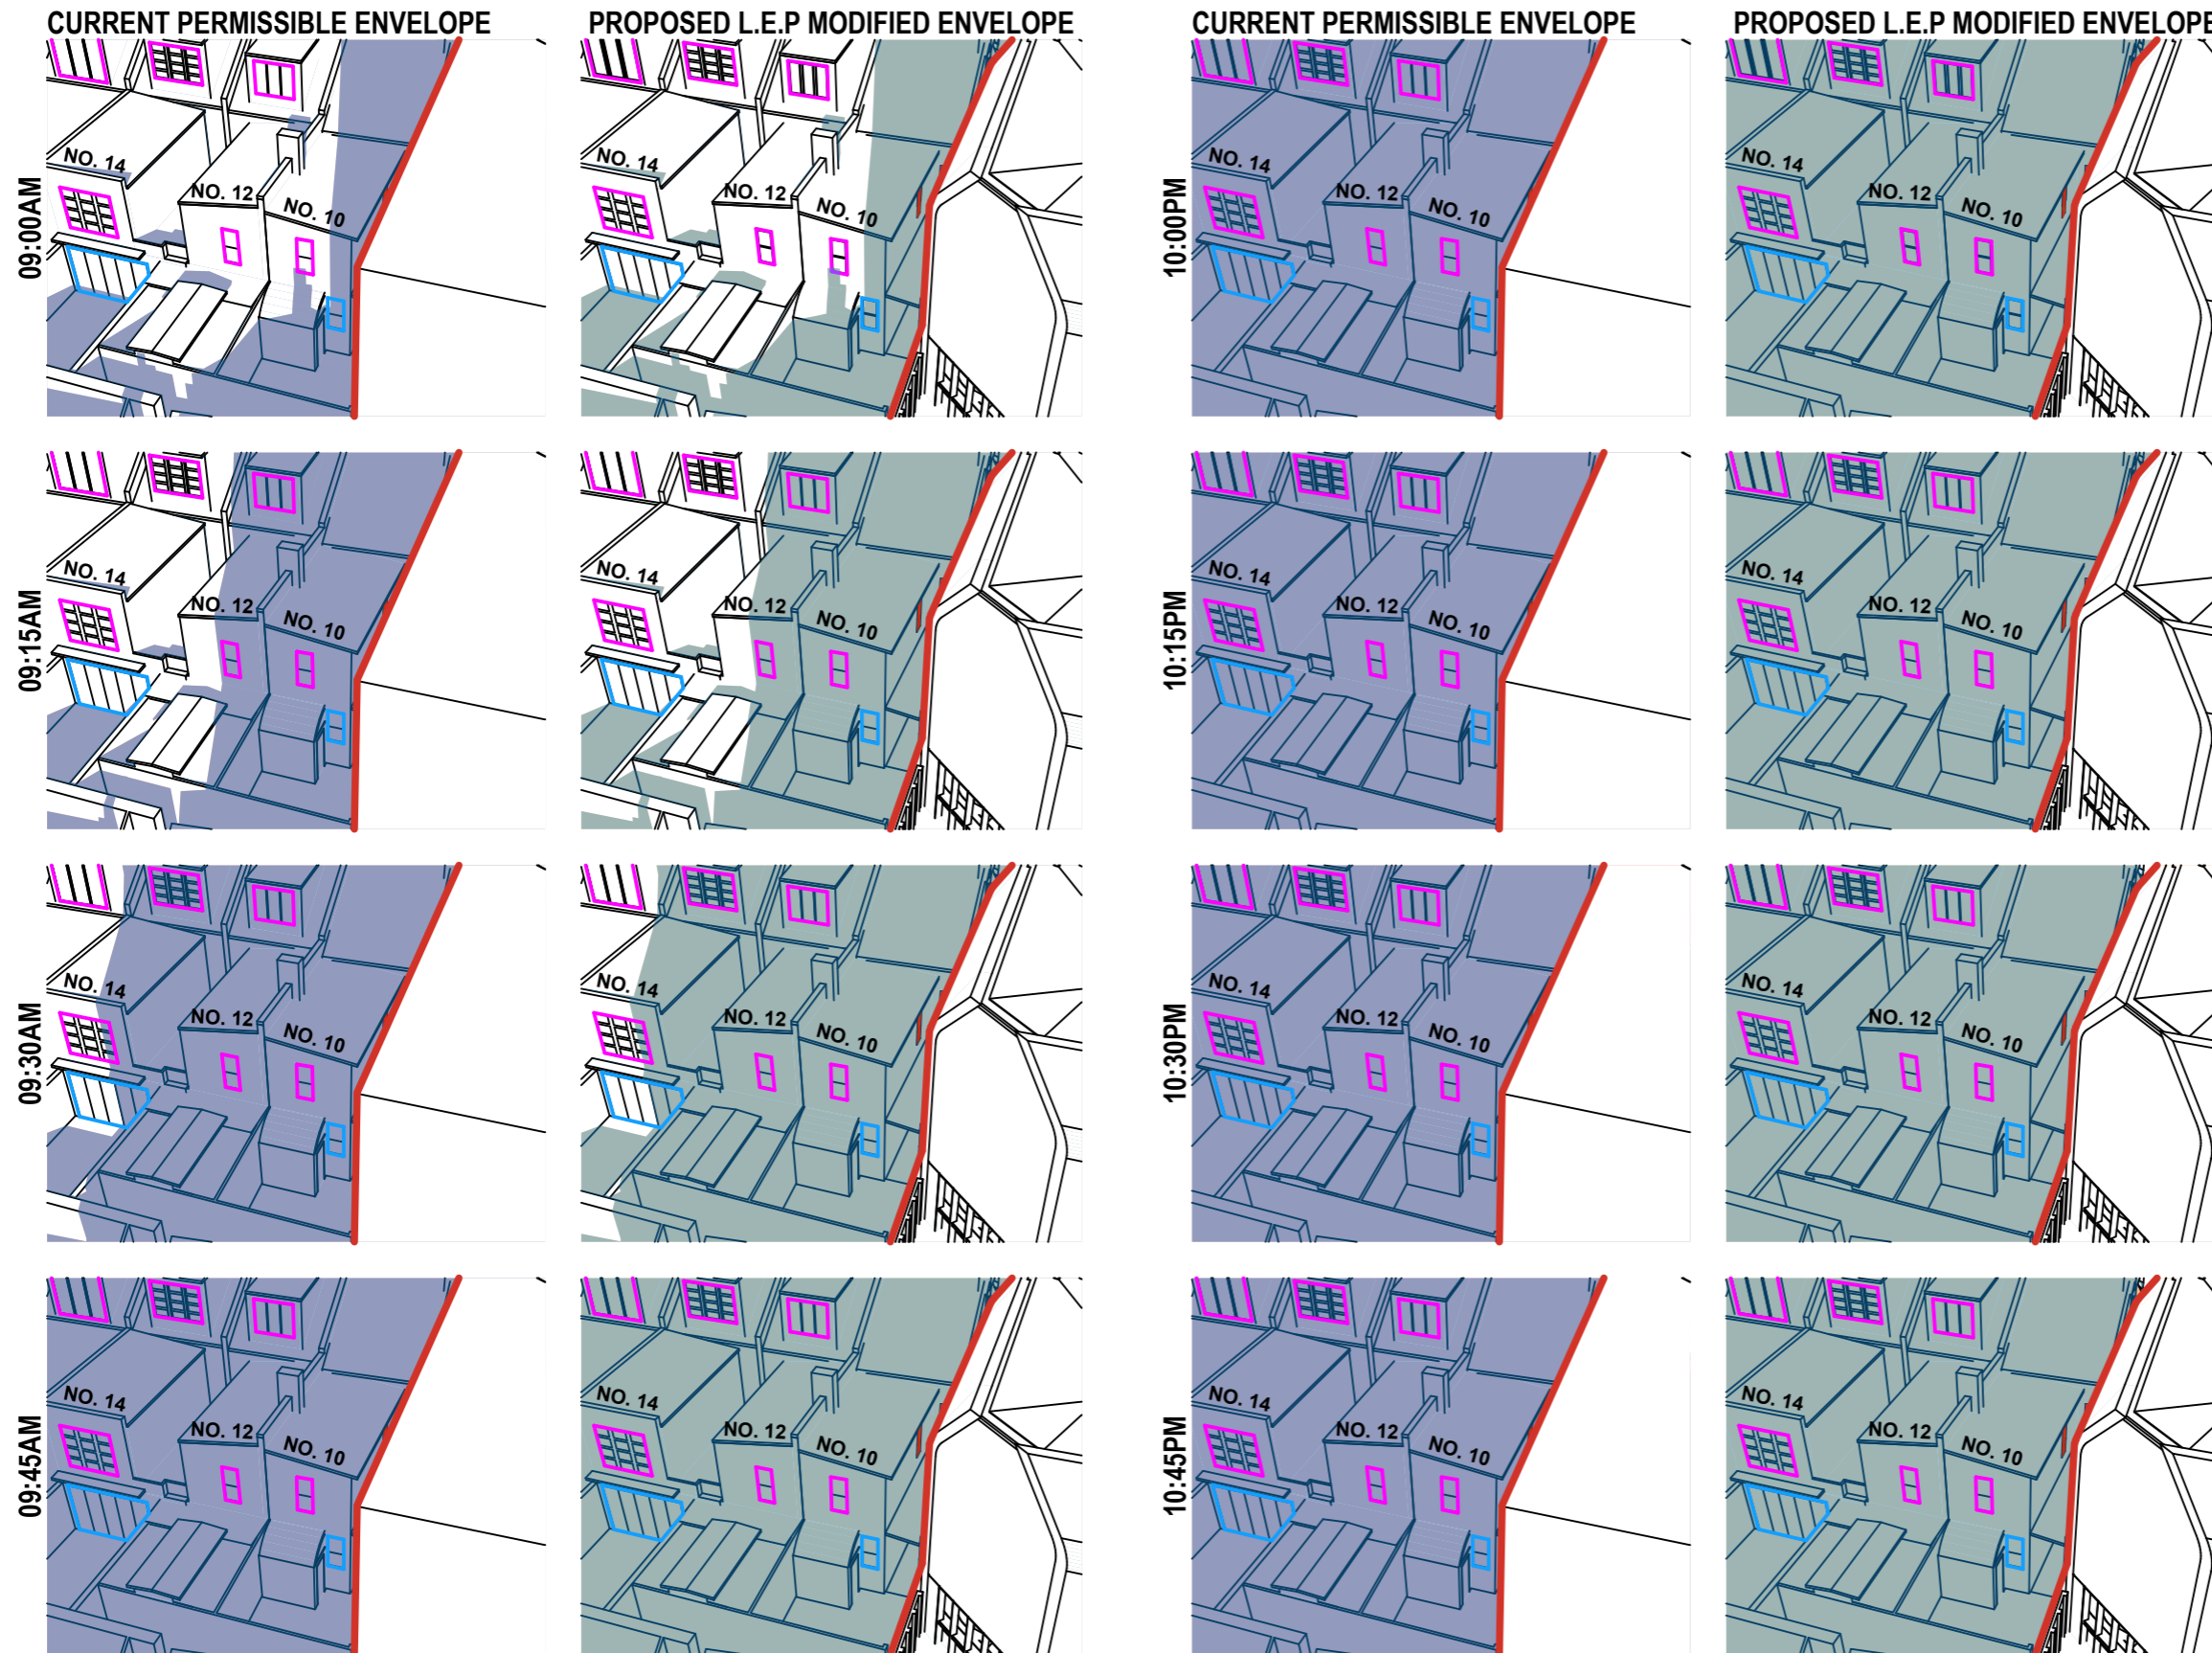 CURRENT PERMISSIBLE ENVELOPE
PROPOSED L.E.P MODIFIED ENVELOPE
CURRENT PERMISSIBLE ENVELOPE
PROPOSED L.E.P MODIFIED ENVELOPE
09:00AM
NO. 14
NO. 12
NO. 10
NO. 14
NO. 12
NO. 10
10:00PM
NO. 14
NO. 12
NO. 10
NO. 14
NO. 12
NO. 10
09:15AM
NO. 14
NO. 12
NO. 10
NO. 14
NO. 12
NO. 10
10:15PM
NO. 14
NO. 12
NO. 10
NO. 14
NO. 12
NO. 10
09:30AM
NO. 14
NO. 12
NO. 10
NO. 14
NO. 12
NO. 10
10:30PM
NO. 14
NO. 12
NO. 10
NO. 14
NO. 12
NO. 10
09:45AM
NO. 14
NO. 12
NO. 10
NO. 14
NO. 12
NO. 10
10:45PM
NO. 14
NO. 12
NO. 10
NO. 14
NO. 12
NO. 10